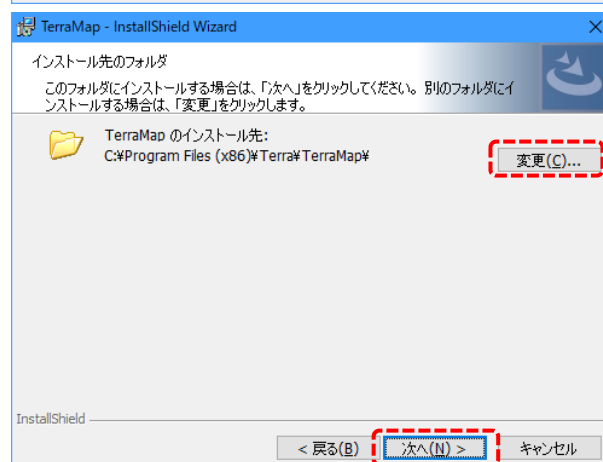 TerraMap - InstallShield Wizard
インストール先のフォルダ
このフォルダにインストールする場合は、「次へ」をクリックしてください。別のフォルダにイ
ンストールする場合は、「変更」をクリックします。
TerraMap のインストール先:
C:¥Program Files (x86)¥Terra¥TerraMap¥
変更(C)...
InstallShield
< 戻る(B)
次へ(N) >
キャンセル